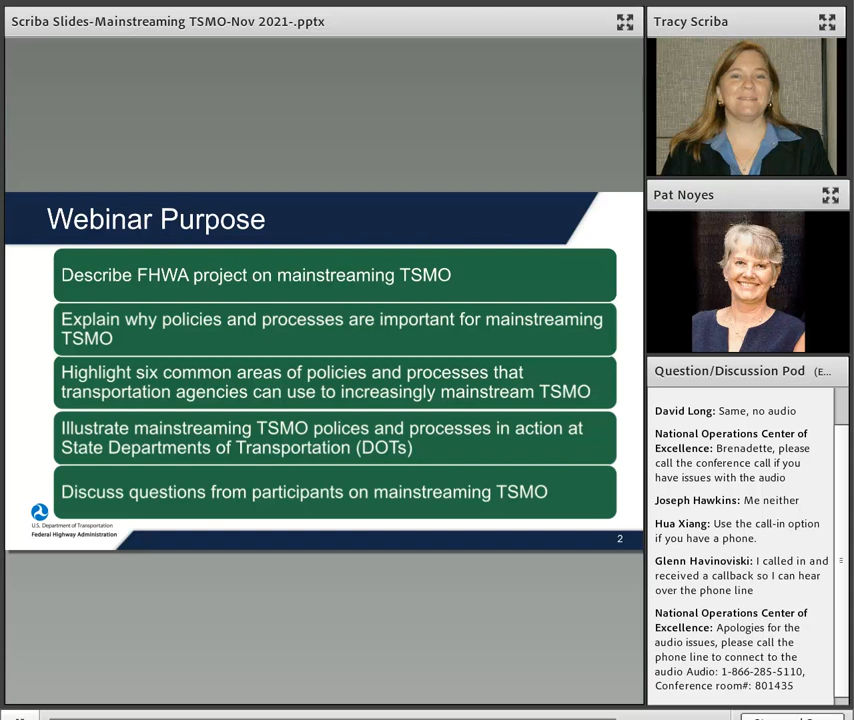 Scriba Slides-Mainstreaming TSMO-Nov 2021-.pptx
Webinar Purpose
Describe FHWA project on mainstreaming TSMO
Explain why policies and processes are important for mainstreaming
TSMO
Highlight six common areas of policies and processes that
transportation agencies can use to increasingly mainstream TSMO
Illustrate mainstreaming TSMO polices and processes in action at
State Departments of Transportation (DOTs)
Discuss questions from participants on mainstreaming TSMO
U.S. Department of Transportation
Federal Highway Administration
2
Tracy Scriba
Pat Noyes
Question/Discussion Pod (E...
David Long: Same, no audio
National Operations Center of
Excellence: Brenadette, please
call the conference call if you
have issues with the audio
Joseph Hawkins: Me neither
Hua Xiang: Use the call-in option
if you have a phone.
Glenn Havinoviski: I called in and
received a callback so I can hear
over the phone line
National Operations Center of
Excellence: Apologies for the
audio issues, please call the
phone line to connect to the
audio Audio: 1-866-285-5110,
Conference room#: 801435